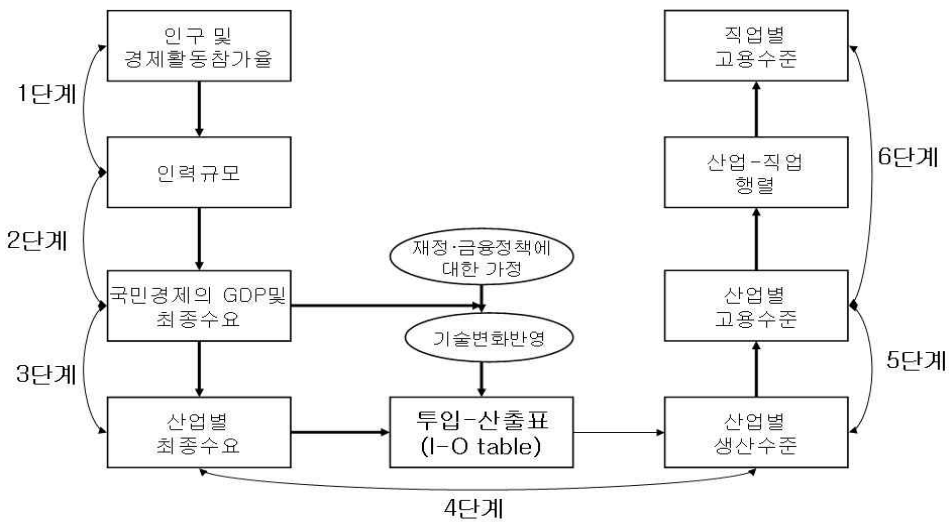 인구 및
경제활동참가율
1단계
인력규모
2단계
국민경제의 GDP및
최종수요
3단계
산업별
최종수요
재정·금융정책에
대한 가정
기술변화반영
투입-산출표
(I-O table)
4단계
산업별
생산수준
5단계
산업별
고용수준
산업-직업
행렬
6단계
직업별
고용수준